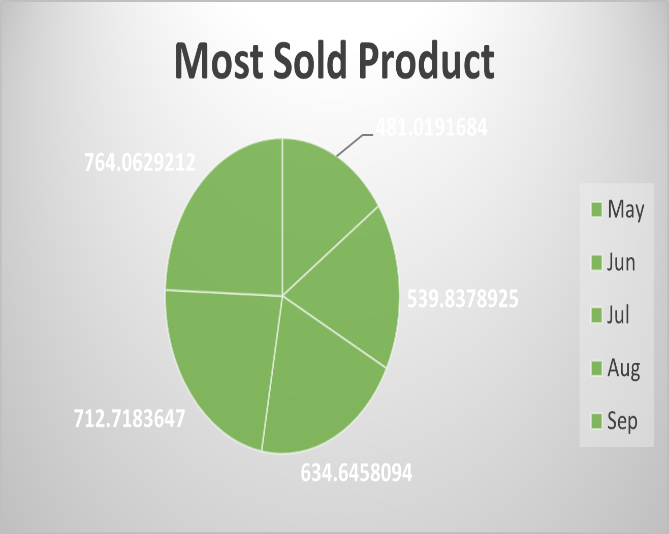 Most Sold Product
481.0191684
764.0629212
539.8378925
712.7183647
634.6458094
May
Jun
Jul
Aug
Sep